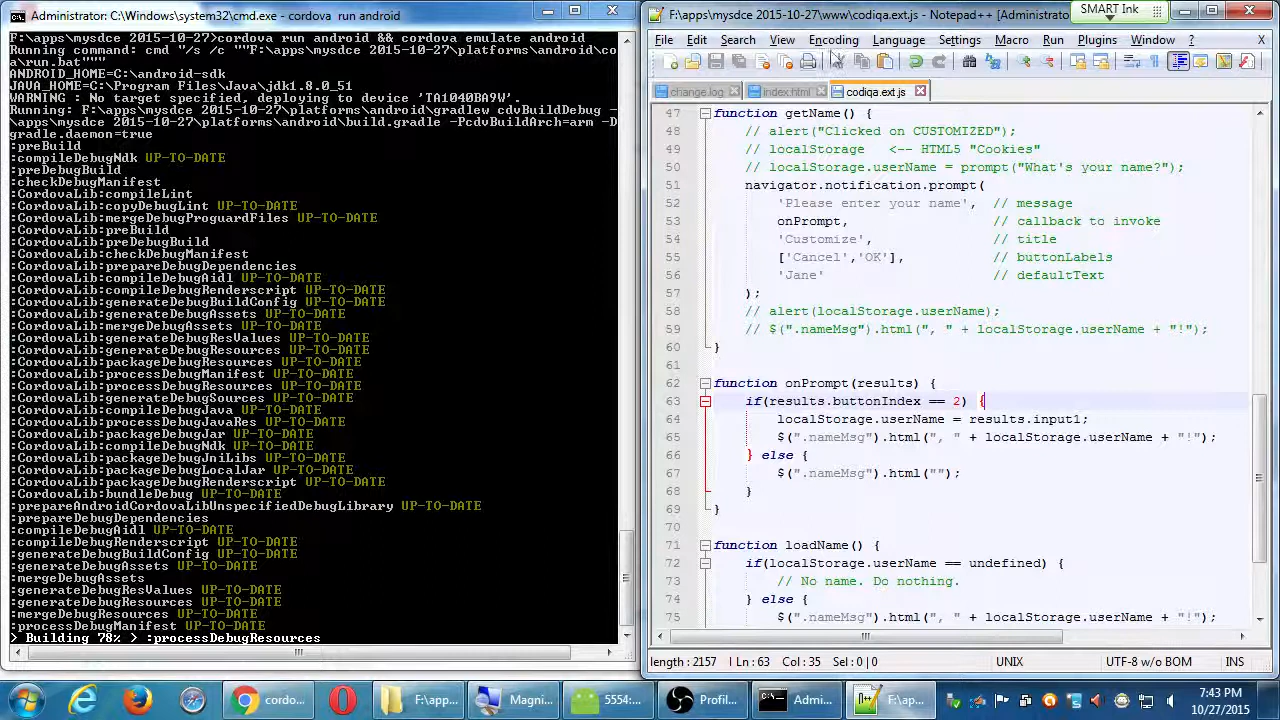 Administrator: C:\Windows\system32\cmd.exe - cordova  run android
F:\apps\mysdce 2015-10-27>cordova run android && cordova emulate android
Running command: cmd "/s /c ""F:\apps\mysdce 2015-10-27\platforms\android\co
a\run.bat"""
ANDROID_HOME=C:\android-sdk
JAVA_HOME=C:\Program Files\Java\jdk1.8.0_51
WARNING : No target specified, deploying to device 'TA1040BA9W'.
Running: F:\apps\mysdce 2015-10-27\platforms\android\gradlew cdvBuildDebug -
\apps\mysdce 2015-10-27\platforms\android\build.gradle -PcdvBuildArch=arm -D
gradle.daemon=true
:preBuild
:compileDebugNdk UP-TO-DATE
:preDebugBuild
:checkDebugManifest
:CordovaLib:compileLint
:CordovaLib:copyDebugLint UP-TO-DATE
:CordovaLib:mergeDebugProguardFiles UP-TO-DATE
:CordovaLib:preBuild
:CordovaLib:preDebugBuild
:CordovaLib:checkDebugManifest
:CordovaLib:prepareDebugDependencies
:CordovaLib:compileDebugAidl UP-TO-DATE
:CordovaLib:compileDebugRenderscript UP-TO-DATE
:CordovaLib:generateDebugBuildConfig UP-TO-DATE
:CordovaLib:generateDebugAssets UP-TO-DATE
:CordovaLib:mergeDebugAssets UP-TO-DATE
:CordovaLib:generateDebugResValues UP-TO-DATE
:CordovaLib:generateDebugResources UP-TO-DATE
:CordovaLib:packageDebugResources UP-TO-DATE
:CordovaLib:processDebugManifest UP-TO-DATE
:CordovaLib:processDebugResources UP-TO-DATE
:CordovaLib:generateDebugSources UP-TO-DATE
:CordovaLib:compileDebugJava UP-TO-DATE
:CordovaLib:processDebugJavaRes UP-TO-DATE
:CordovaLib:packageDebugJar UP-TO-DATE
:CordovaLib:compileDebugNdk UP-TO-DATE
:CordovaLib:packageDebugJniLibs UP-TO-DATE
:CordovaLib:packageDebugLocalJar UP-TO-DATE
:CordovaLib:packageDebugRenderscript UP-TO-DATE
:CordovaLib:bundleDebug UP-TO-DATE
:prepareAndroidCordovaLibUnspecifiedDebugLibrary UP-TO-DATE
:prepareDebugDependencies
:compileDebugAidl UP-TO-DATE
:compileDebugRenderscript UP-TO-DATE
:generateDebugBuildConfig UP-TO-DATE
:generateDebugAssets UP-TO-DATE
:mergeDebugAssets
:generateDebugResValues UP-TO-DATE
:generateDebugResources UP-TO-DATE
:mergeDebugResources UP-TO-DATE
:processDebugManifest UP-TO-DATE
> Building 78% > :processDebugResources
F:\apps\mysdce 2015-10-27\www\codiqa.ext.js - Notepad++ [Administrator
SMART Ink
File Edit Search View Encoding Language Settings Macro Run Plugins Window ? X
change.log index.html codiqa.ext.js
47 function getName() {
48 // alert("Clicked on CUSTOMIZED");
49 // localStorage   <-- HTML5 "Cookies"
50 // localStorage.userName = prompt("What's your name?");
51 navigator.notification.prompt(
52 'Please enter your name',  // message
53 onPrompt,                  // callback to invoke
54 'Customize',               // title
55 ['Cancel','OK'],           // buttonLabels
56 'Jane'                     // defaultText
57 );
58 // alert(localStorage.userName);
59 // $(".nameMsg").html(", " + localStorage.userName + "!");
60 }
61
62 function onPrompt(results) {
63 if(results.buttonIndex == 2) {
64 localStorage.userName = results.input1;
65 $(".nameMsg").html(", " + localStorage.userName + "!");
66 } else {
67 $(".nameMsg").html("");
68 }
69 }
70
71 function loadName() {
72 if(localStorage.userName == undefined) {
73 // No name. Do nothing.
74 } else {
75 $(".nameMsg").html(", " + localStorage.userName + "!");
length: 2157 Ln:63 Col:35 Sel:0|0 UNIX UTF-8 w/o BOM INS
cordo... F:\ap... Magni... 5554:... Profil... Admi... F:\ap...
7:43 PM
10/27/2015